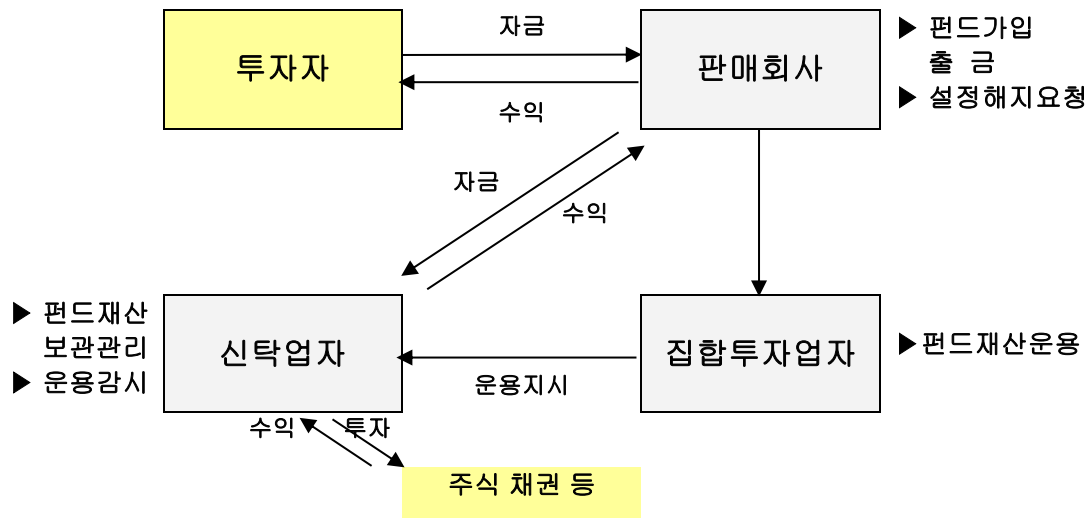 자금
투자자
판매회사
▶ 펀드가입
출 금
▶ 설정해지요청
수익
자금
수익
▶ 펀드재산
보관관리
▶ 운용감시
신탁업자
집합투자업자
▶펀드재산운용
운용지시
수익
투자
주식 채권 등